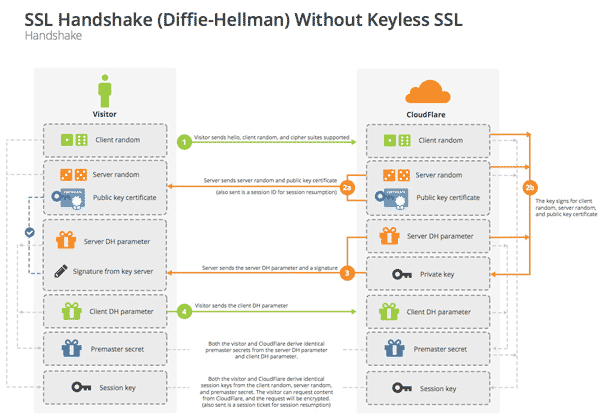 SSL Handshake (Diffie-Hellman) Without Keyless SSL
Handshake
Visitor
CloudFlare
Client random
1
Visitor sends hello, client random, and cipher suites supported
Client random
Server random
Server sends server random and public key certificate
(also sent is a session ID for session resumption)
2a
Server random
2b
Public key certificate
Public key certificate
The key signs for client
random, server random,
and public key certificate
Server DH parameter
Server DH parameter
Signature from key server
Server sends the server DH parameter and a signature
3
Private key
Client DH parameter
4
Visitor sends the client DH parameter
Client DH parameter
Premaster secret
Both the visitor and CloudFlare derive identical
premaster secrets from the server DH parameter
and client DH parameter.
Premaster secret
Session key
Both the visitor and CloudFlare derive identical
session keys from the client random, server random,
and premaster secret. The visitor can request content
from CloudFlare, and the request will be encrypted.
(also sent is a session ticket for session resumption)
Session key